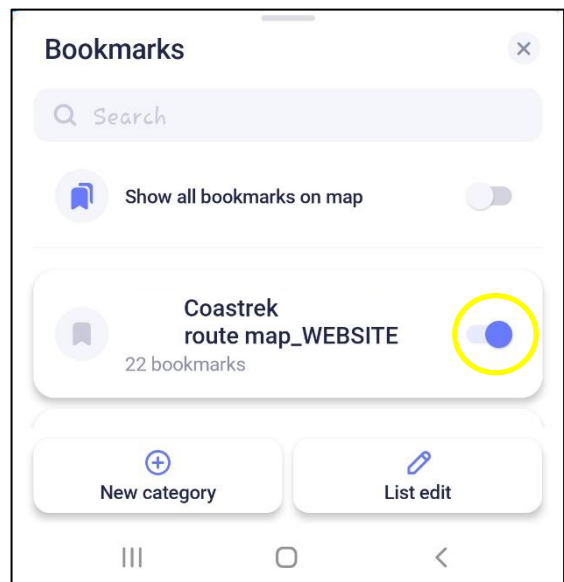 Bookmarks
Search
Show all bookmarks on map
Coastrek
route map_WEBSITE
22 bookmarks
New category
List edit